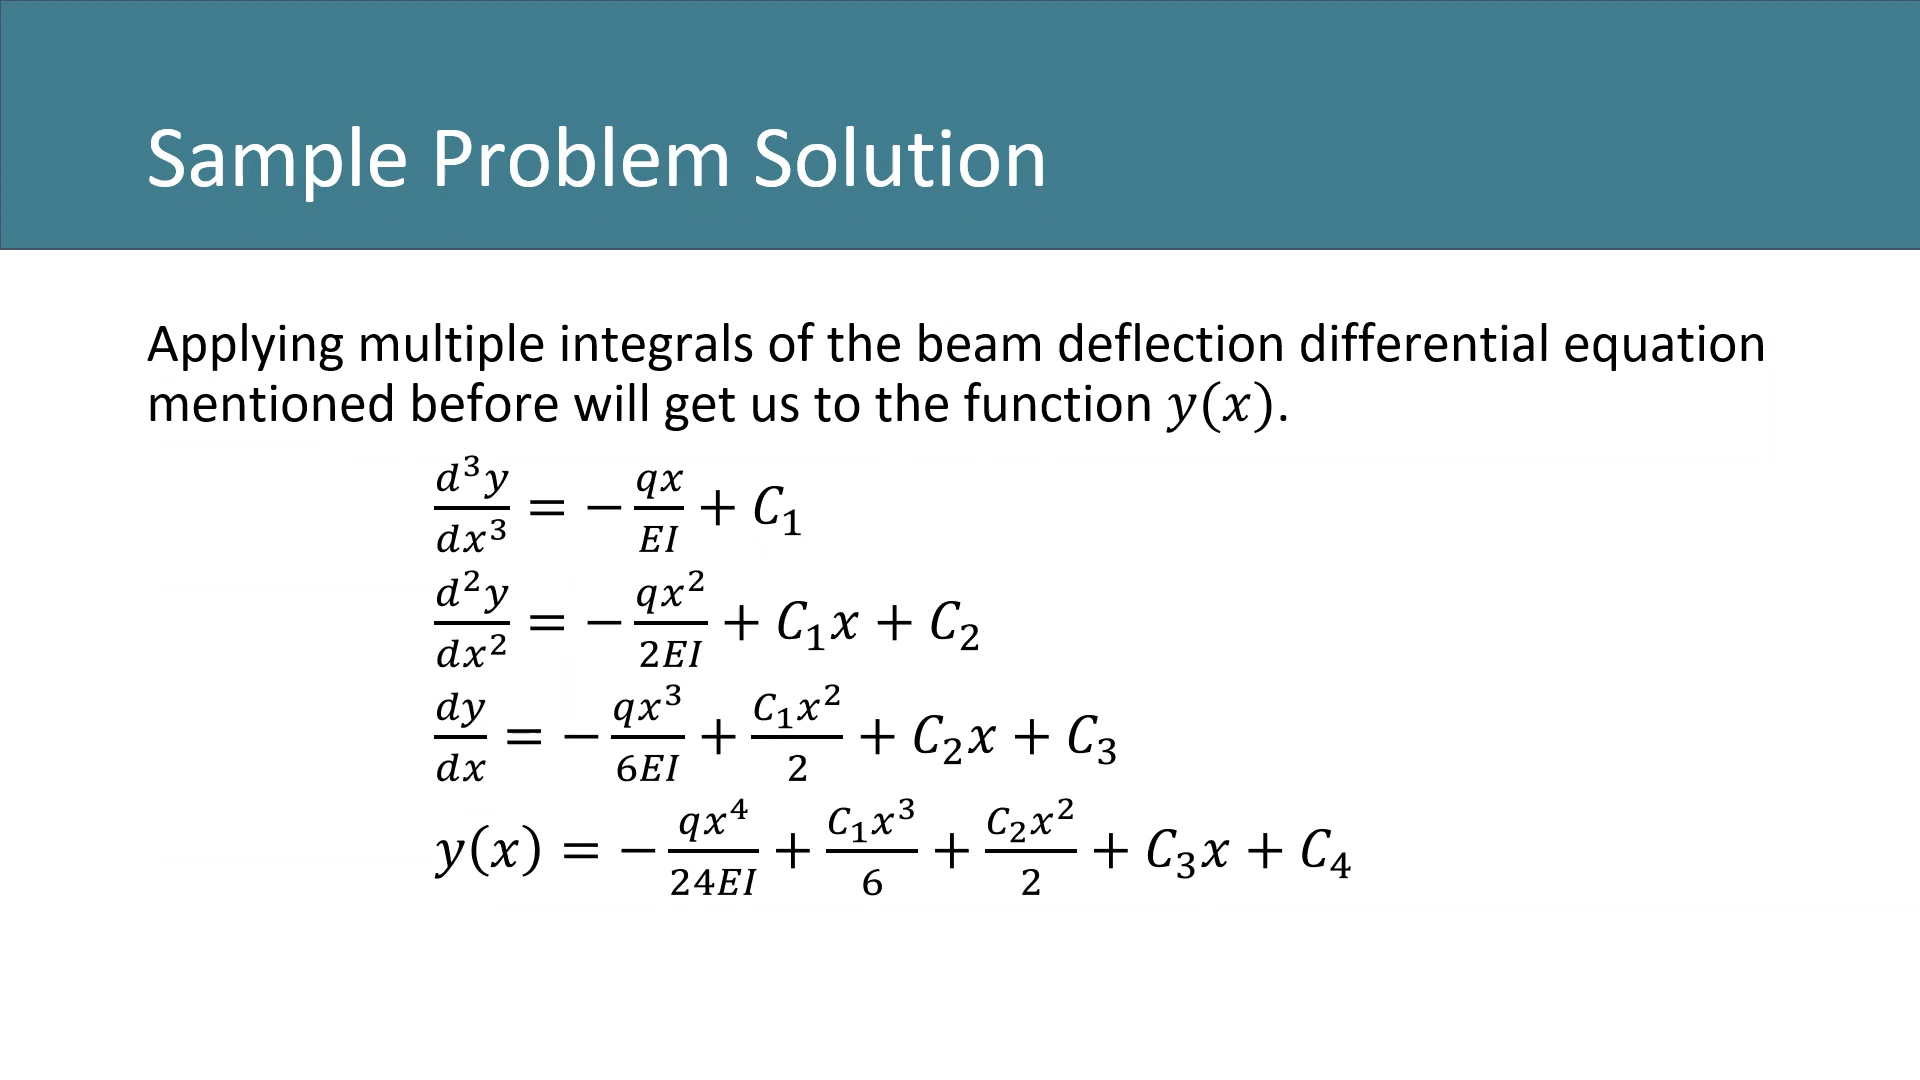 Sample Problem Solution
Applying multiple integrals of the beam deflection differential equation
mentioned before will get us to the function 𝑦(𝑥).
𝑑³𝑦/𝑑𝑥³ = −𝑞𝑥/𝐸𝐼 + 𝐶₁
𝑑²𝑦/𝑑𝑥² = −𝑞𝑥²/2𝐸𝐼 + 𝐶₁𝑥 + 𝐶₂
𝑑𝑦/𝑑𝑥 = −𝑞𝑥³/6𝐸𝐼 + 𝐶₁𝑥²/2 + 𝐶₂𝑥 + 𝐶₃
𝑦(𝑥) = −𝑞𝑥⁴/24𝐸𝐼 + 𝐶₁𝑥³/6 + 𝐶₂𝑥²/2 + 𝐶₃𝑥 + 𝐶₄